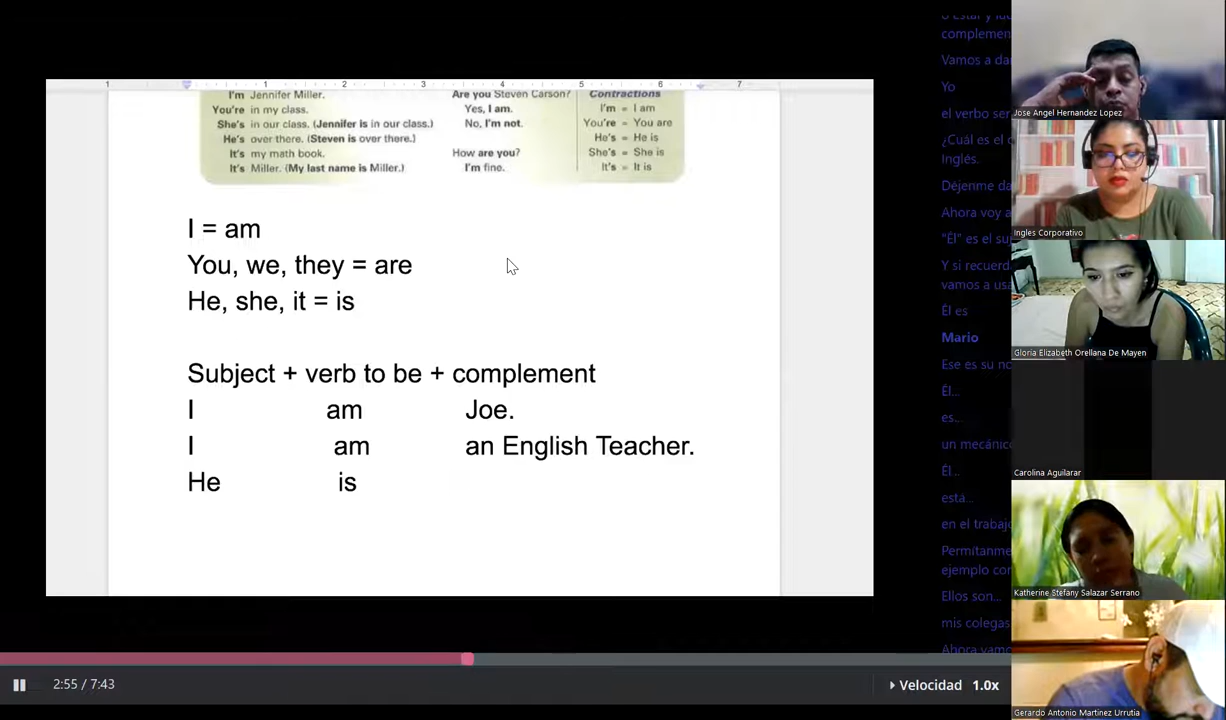 1 1 2 3 4 5 6 7
I'm Jennifer Miller.
You're in my class.
She's in our class. (Jennifer is in our class.)
He's over there. (Steven is over there.)
It's my math book.
It's Miller. (My last name is Miller.)
Are you Steven Carson?
Yes, I am.
No, I'm not.
How are you?
I'm fine.
Contractions
I'm = I am
You're = You are
He's = He is
She's = She is
It's = It is
I = am
You, we, they = are
He, she, it = is
Subject + verb to be + complement
I am Joe.
I am an English Teacher.
He is
2:55 / 7:43
Velocidad 1.0x
complemen
Vamos a da
Yo
el verbo ser
¿Cuál es el
Inglés.
Déjenme da
Ahora voy a
"Él" es el su
Y si recuerd
vamos a usa
Él es
Mario
Ese es su no
Él...
es...
un mecánico
Él..
está...
en el trabajo
Permítanme
ejemplo con
Ellos son...
mis colegas
Ahora vamo
Jose Angel Hernandez Lopez
Ingles Corporativo
Gloria Elizabeth Orellana De Mayen
Carolina Aguilarar
Katherine Stefany Salazar Serrano
Gerardo Antonio Martinez Urrutia